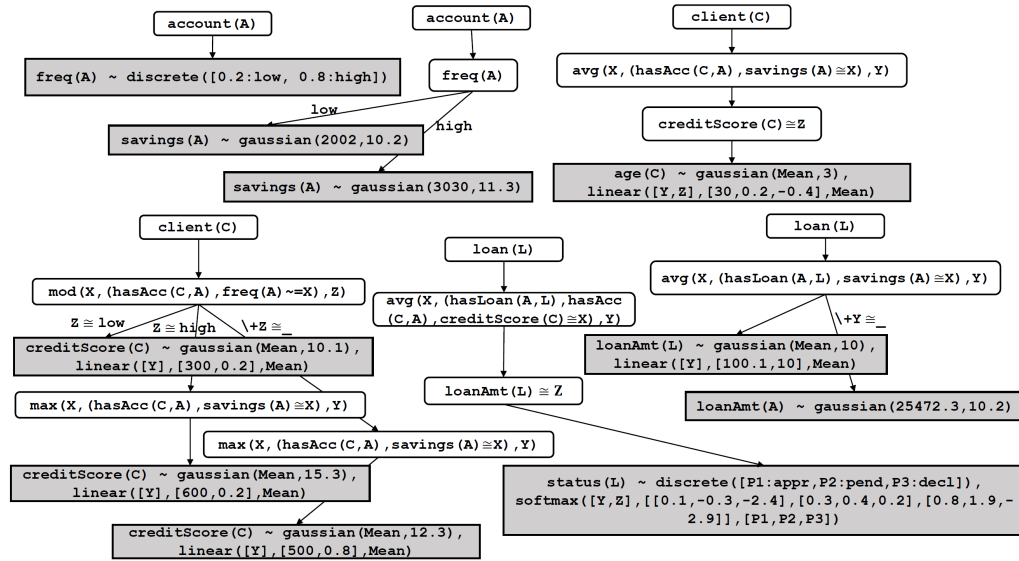 account(A)
freq(A) ~ discrete([0.2:low, 0.8:high])
account(A)
freq(A)
low
high
savings(A) ~ gaussian(2002,10.2)
savings(A) ~ gaussian(3030,11.3)
client(C)
avg(X,(hasAcc(C,A),savings(A)≅X),Y)
creditScore(C)≅Z
age(C) ~ gaussian(Mean,3),
linear([Y,Z],[30,0.2,-0.4],Mean)
client(C)
mod(X,(hasAcc(C,A),freq(A)~=X),Z)
Z ≅ low
Z ≅ high
\+Z ≅_
creditScore(C) ~ gaussian(Mean,10.1),
linear([Y],[300,0.2],Mean)
max(X,(hasAcc(C,A),savings(A)≅X),Y)
max(X,(hasAcc(C,A),savings(A)≅X),Y)
creditScore(C) ~ gaussian(Mean,15.3),
linear([Y],[600,0.2],Mean)
creditScore(C) ~ gaussian(Mean,12.3),
linear([Y],[500,0.8],Mean)
loan(L)
avg(X,(hasLoan(A,L),hasAcc
(C,A),creditScore(C)≅X),Y)
loanAmt(L) ≅ Z
status(L) ~ discrete([P1:appr,P2:pend,P3:decl]),
softmax([Y,Z],[[0.1,-0.3,-2.4],[0.3,0.4,0.2],[0.8,1.9,-
2.9]],[P1,P2,P3])
loan(L)
avg(X,(hasLoan(A,L),savings(A)≅X),Y)
\+Y ≅_
loanAmt(L) ~ gaussian(Mean,10),
linear([Y],[100.1,10],Mean)
loanAmt(A) ~ gaussian(25472.3,10.2)